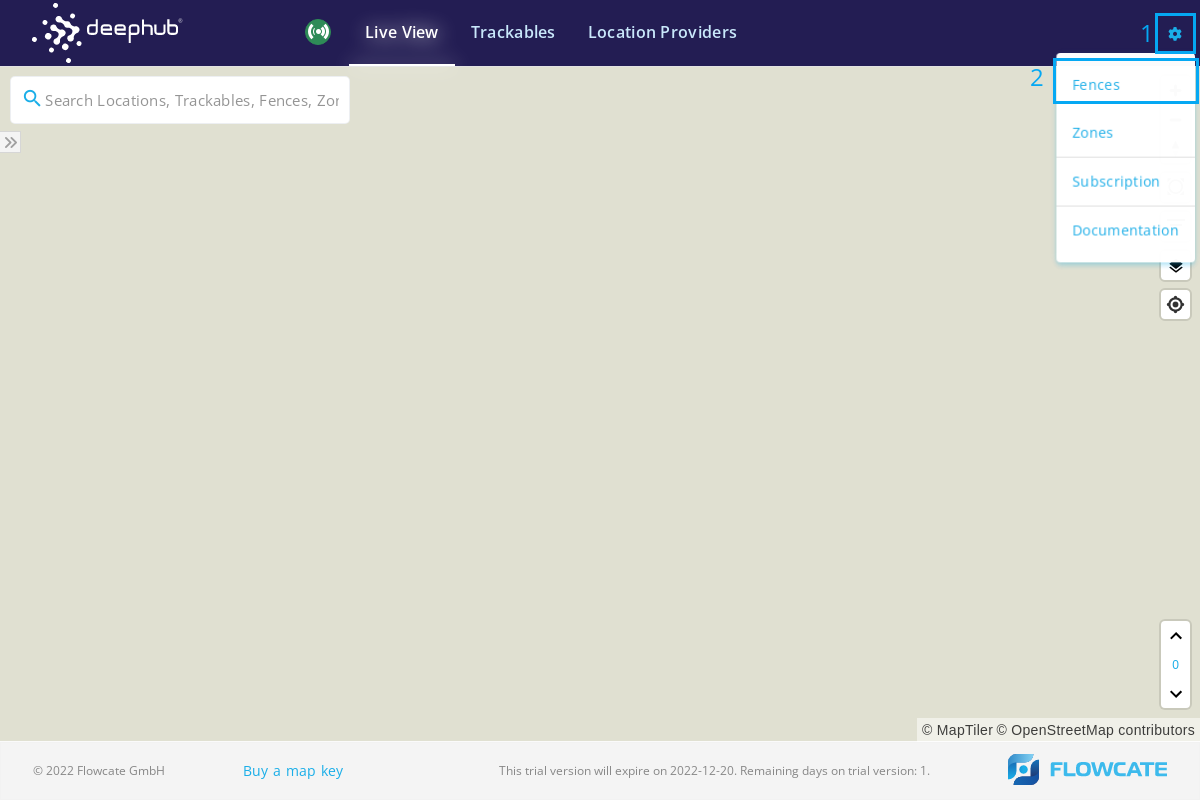 deephub®
Live View
Trackables
Location Providers
1
2
Search Locations, Trackables, Fences, Zor
Fences
Zones
Subscription
Documentation
0
© MapTiler © OpenStreetMap contributors
© 2022 Flowcate GmbH
Buy a map key
This trial version will expire on 2022-12-20. Remaining days on trial version: 1.
FLOWCATE